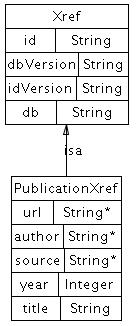 Xref
id String
dbVersion String
idVersion String
db String
isa
PublicationXref
url String*
author String*
source String*
year Integer
title String